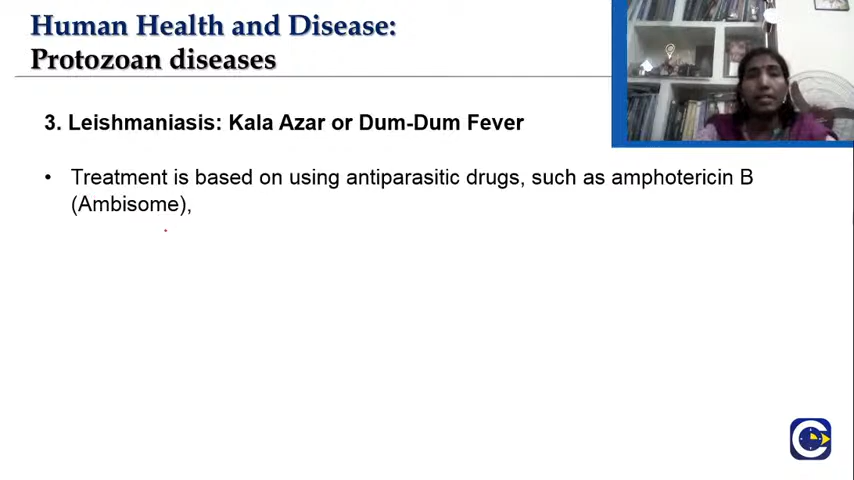 Human Health and Disease:
Protozoan diseases
3. Leishmaniasis: Kala Azar or Dum-Dum Fever
• Treatment is based on using antiparasitic drugs, such as amphotericin B
(Ambisome),